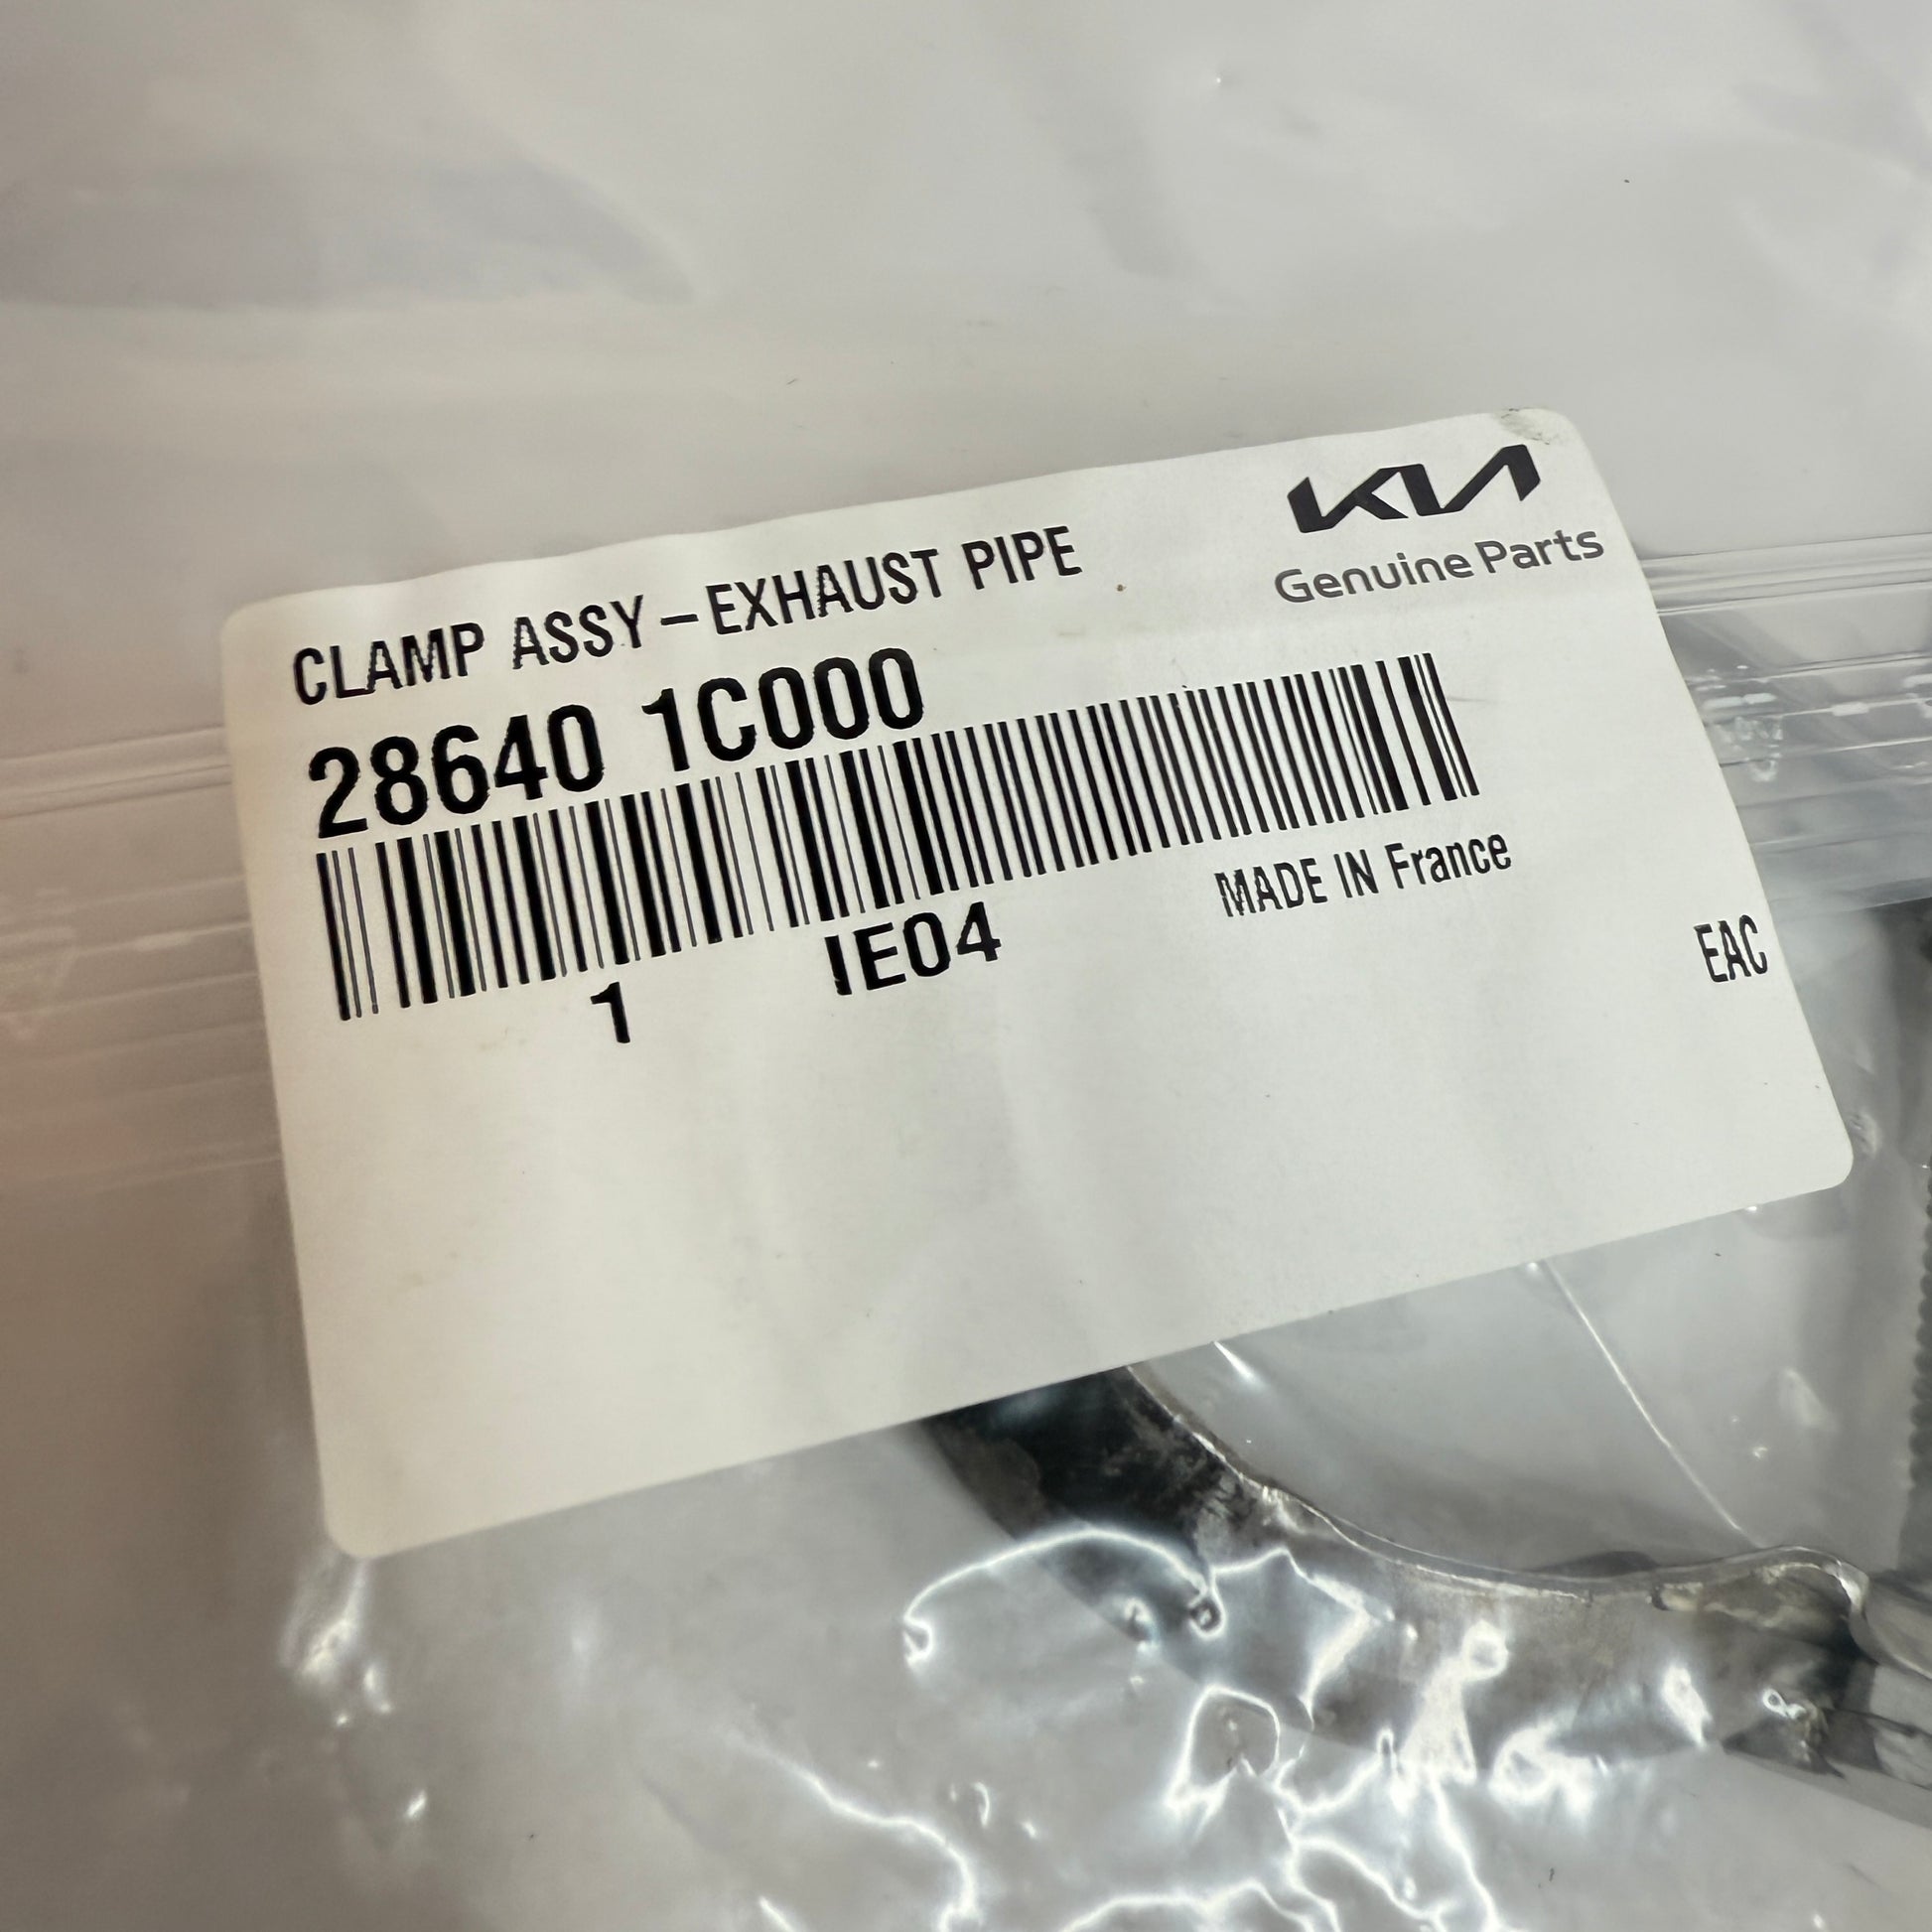 KIA
Genuine Parts
CLAMP ASSY-EXHAUST PIPE
28640 1C000
MADE IN France
1 IE04
EAC